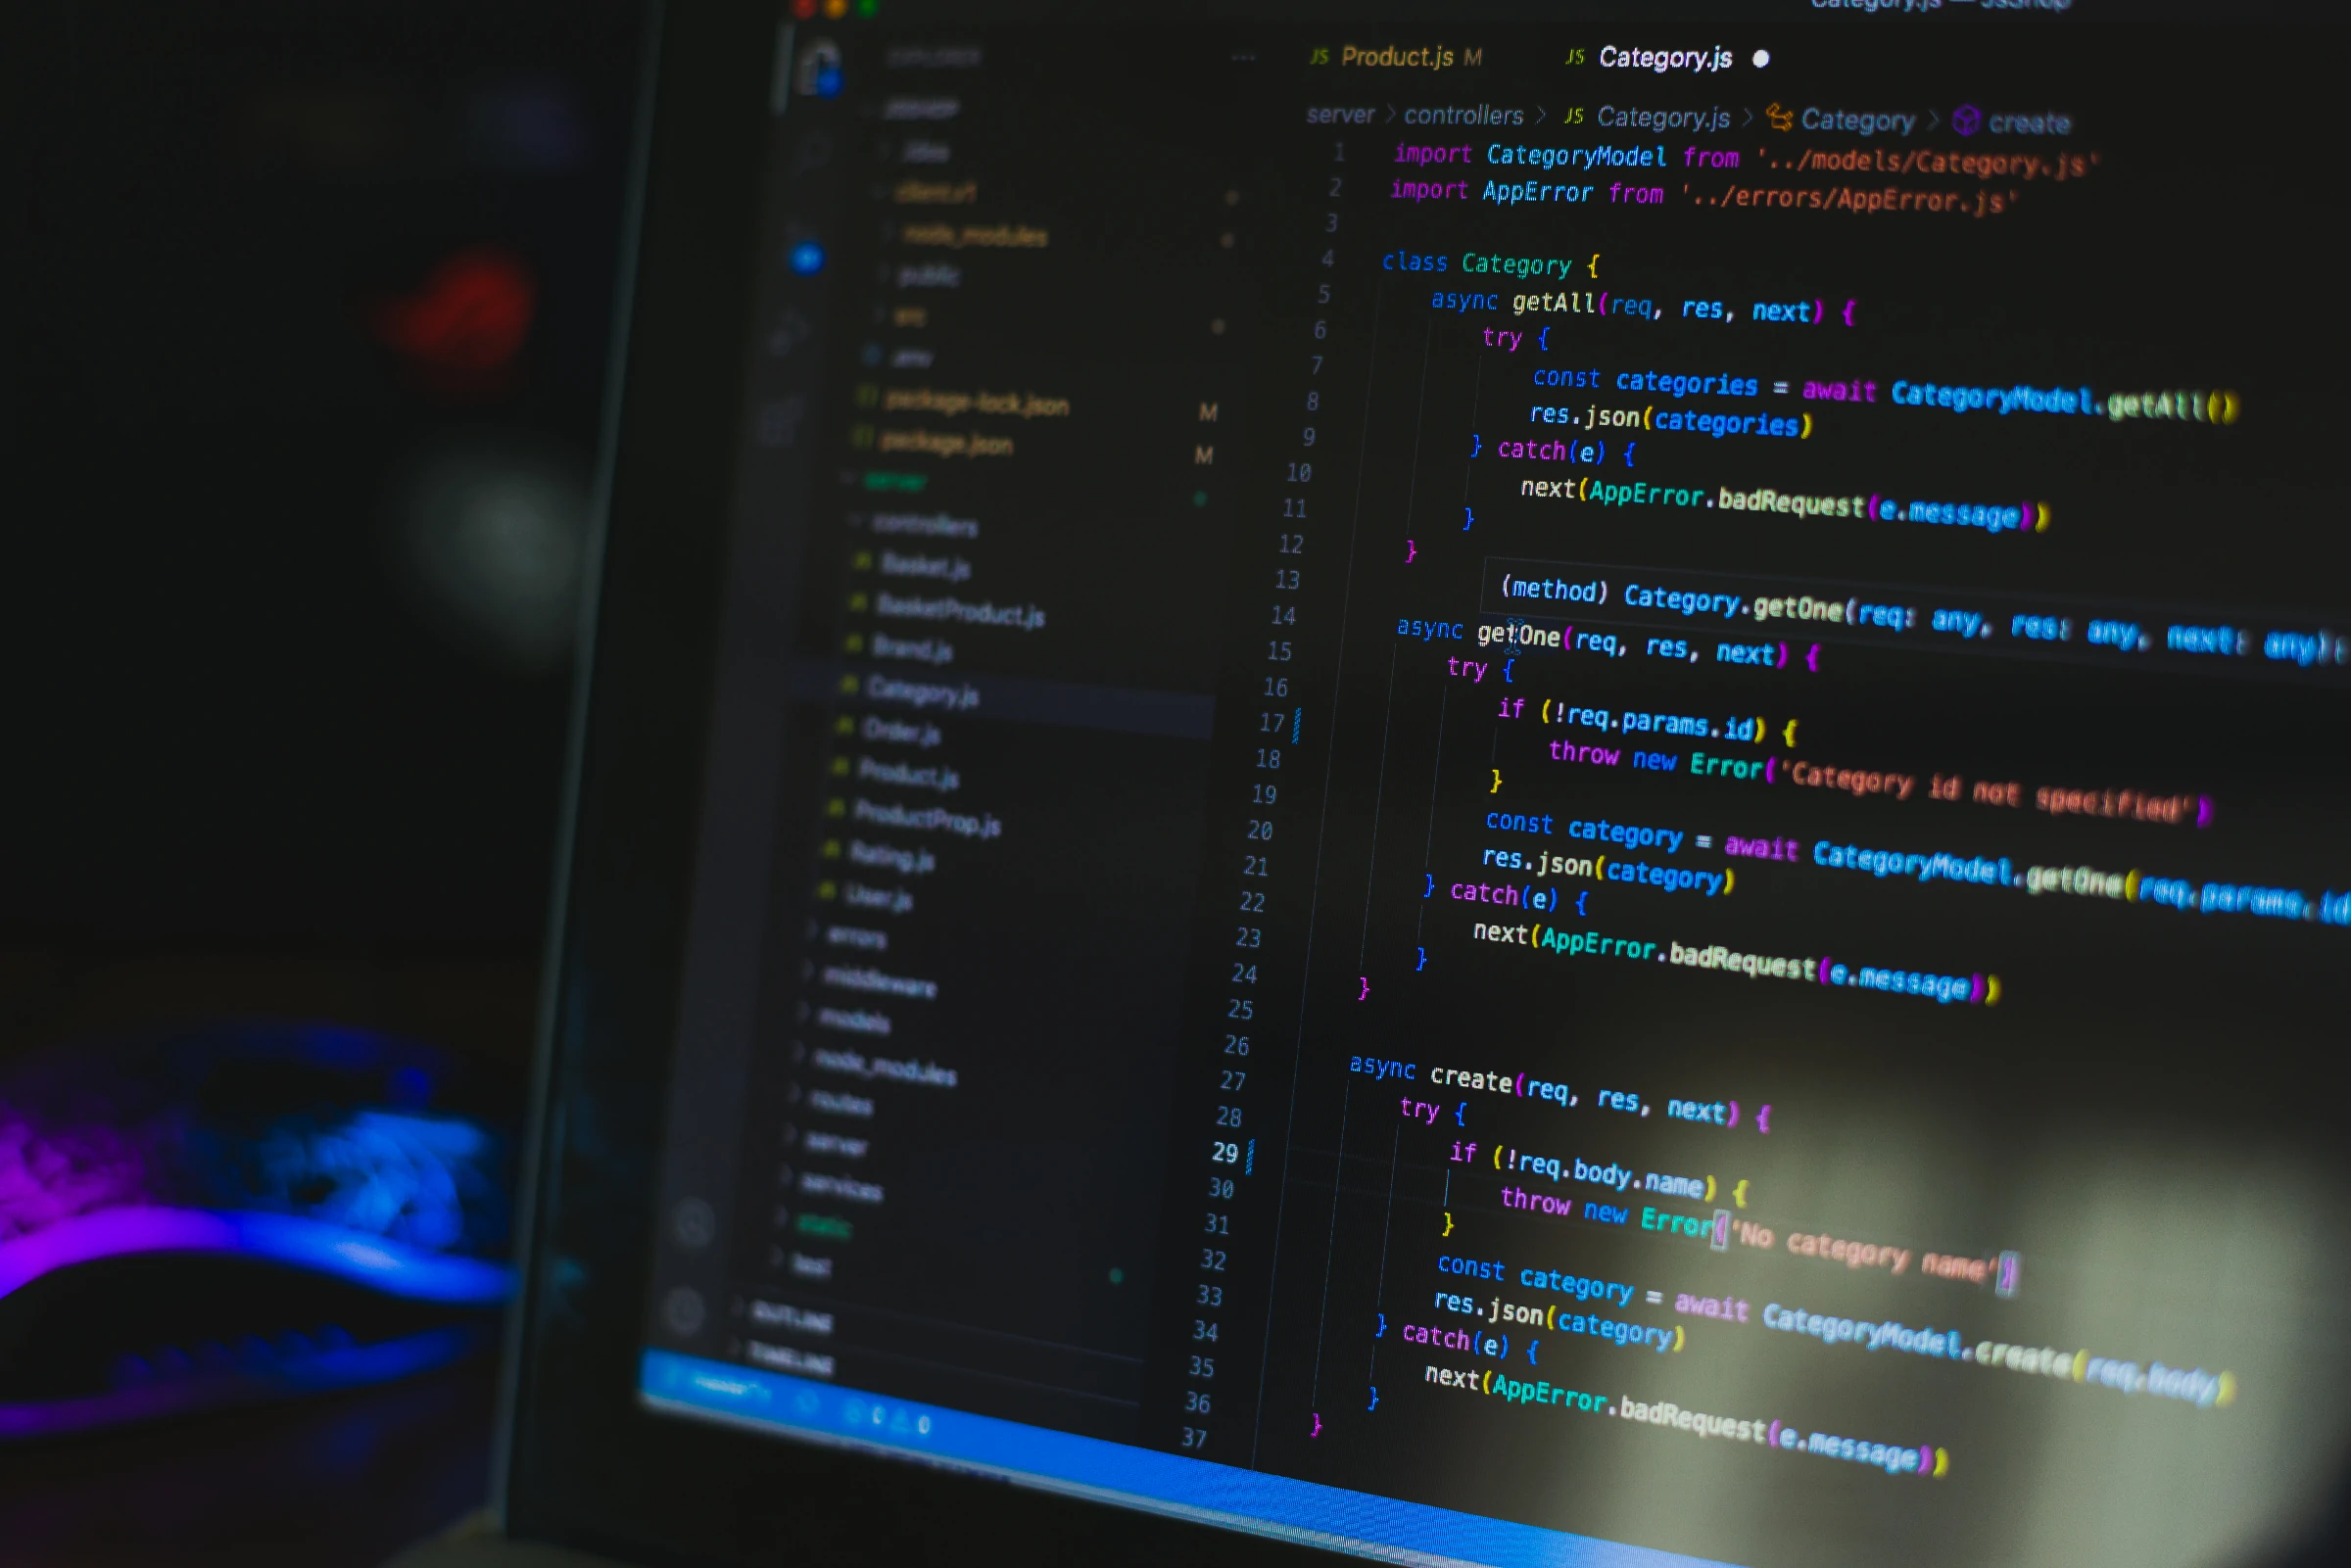 Category.js — JsShop
EXPLORER
JSSHOP
.idea
client:v1
node_modules
public
src
.env
package-lock.json M
package.json M
server
controllers
Basket.js
BasketProduct.js
Brand.js
Category.js
Order.js
Product.js
ProductProp.js
Rating.js
User.js
errors
middleware
models
node_modules
routes
server
services
static
test
OUTLINE
TIMELINE
0 0
JS Product.js M JS Category.js
server > controllers > JS Category.js > Category > create
1 import CategoryModel from '../models/Category.js'
2 import AppError from '../errors/AppError.js'
3
4 class Category {
5 async getAll(req, res, next) {
6 try {
7 const categories = await CategoryModel.getAll()
8 res.json(categories)
9 } catch(e) {
10 next(AppError.badRequest(e.message))
11 }
12 }
13
(method) Category.getOne(req: any, res: any, next: any):
14 async getOne(req, res, next) {
15 try {
16 if (!req.params.id) {
17 throw new Error('Category id not specified')
18 }
19 const category = await CategoryModel.getOne(req.params.id
20 res.json(category)
21 } catch(e) {
22 next(AppError.badRequest(e.message))
23 }
24 }
25
26 async create(req, res, next) {
27 try {
28 if (!req.body.name) {
29 throw new Error('No category name')
30 }
31 const category = await CategoryModel.create(req.body)
32 res.json(category)
33 } catch(e) {
34 next(AppError.badRequest(e.message))
35 }
36 }
37